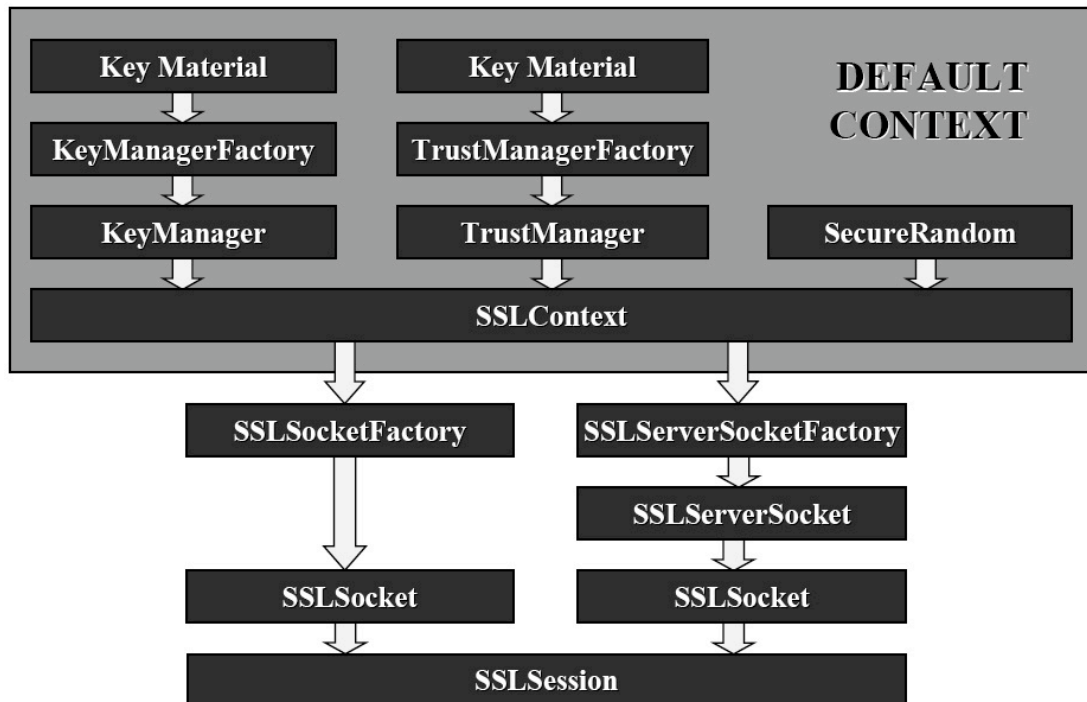 Key Material
Key Material
DEFAULT
CONTEXT
KeyManagerFactory
TrustManagerFactory
KeyManager
TrustManager
SecureRandom
SSLContext
SSLSocketFactory
SSLServerSocketFactory
SSLServerSocket
SSLSocket
SSLSocket
SSLSession